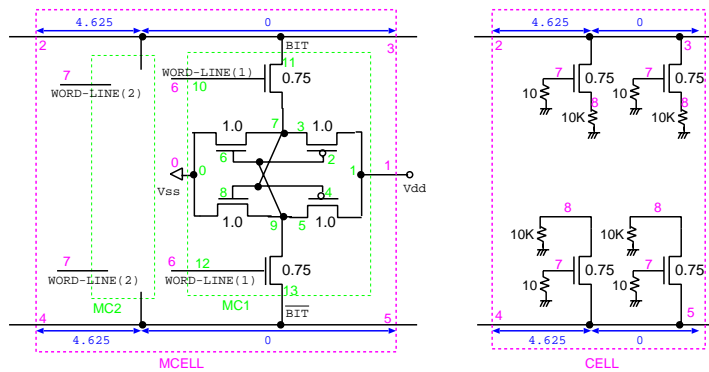 4.625 0 4.625 0
2 BIT 3 2 3
7 WORD-LINE(1) 11 0.75 7 0.75 7 0.75
WORD-LINE(2) 6 10 10 8 10 8
10K 10K
7 3
1.0 1.0
0 6 2 1 1
Vss 0 8 4 Vdd
1.0 9 5 1.0 8 8
10K 10K
7 6 12 7 7
WORD-LINE(2) WORD-LINE(1) 0.75 10 0.75 10 0.75
MC2 MC1 13
4 BIT 5 4 5
4.625 0 4.625 0
MCELL CELL